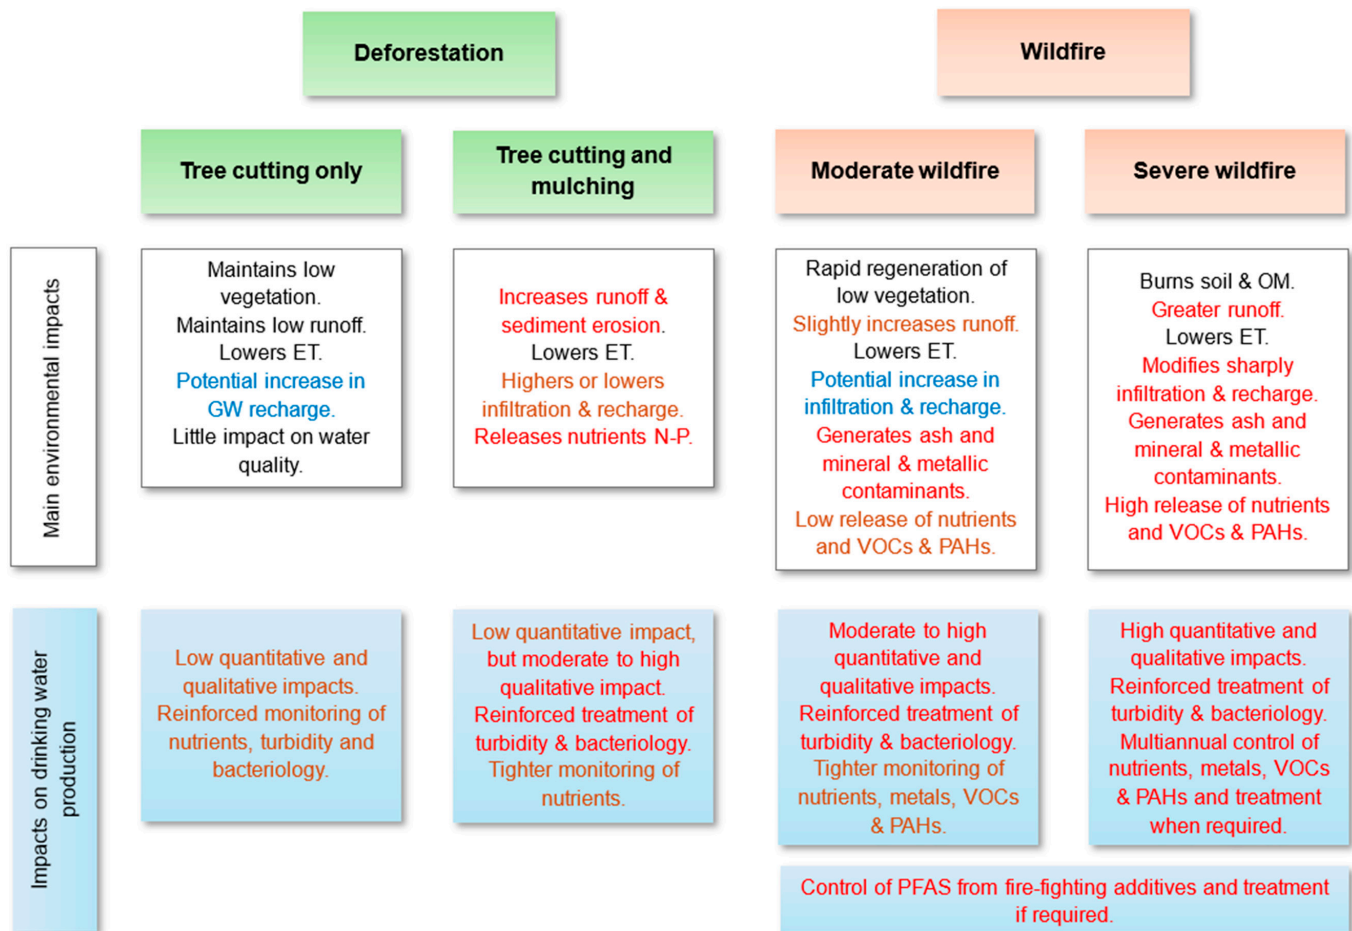 Deforestation
Wildfire
Tree cutting only
Tree cutting and
mulching
Moderate wildfire
Severe wildfire
Main environmental impacts
Maintains low
vegetation.
Maintains low runoff.
Lowers ET.
Potential increase in
GW recharge.
Little impact on water
quality.
Increases runoff &
sediment erosion.
Lowers ET.
Highers or lowers
infiltration & recharge.
Releases nutrients N-P.
Rapid regeneration of
low vegetation.
Slightly increases runoff.
Lowers ET.
Potential increase in
infiltration & recharge.
Generates ash and
mineral & metallic
contaminants.
Low release of nutrients
and VOCs & PAHs.
Burns soil & OM.
Greater runoff.
Lowers ET.
Modifies sharply
infiltration & recharge.
Generates ash and
mineral & metallic
contaminants.
High release of nutrients
and VOCs & PAHs.
Impacts on drinking water
production
Low quantitative and
qualitative impacts.
Reinforced monitoring of
nutrients, turbidity and
bacteriology.
Low quantitative impact,
but moderate to high
qualitative impact.
Reinforced treatment of
turbidity & bacteriology.
Tighter monitoring of
nutrients.
Moderate to high
quantitative and
qualitative impacts.
Reinforced treatment of
turbidity & bacteriology.
Tighter monitoring of
nutrients, metals, VOCs
& PAHs.
High quantitative and
qualitative impacts.
Reinforced treatment of
turbidity & bacteriology.
Multiannual control of
nutrients, metals, VOCs
& PAHs and treatment
when required.
Control of PFAS from fire-fighting additives and treatment
if required.